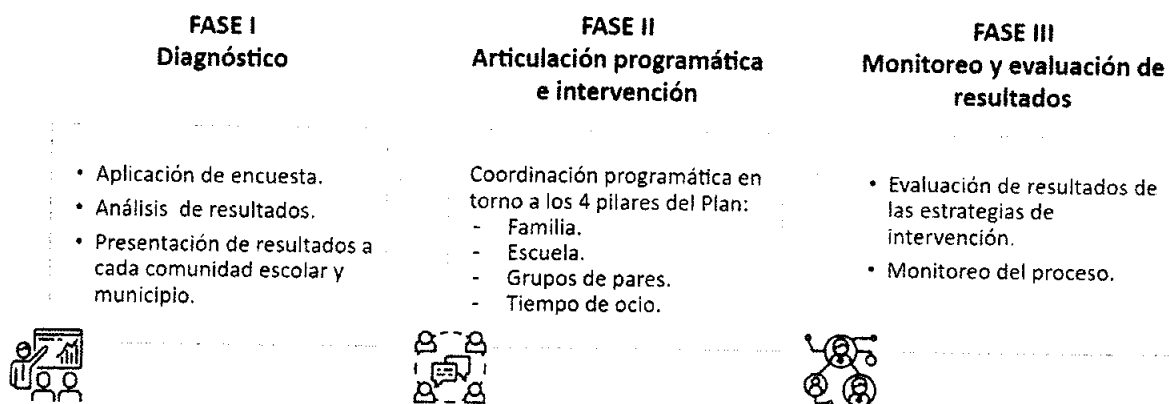 FASE I
Diagnóstico
• Aplicación de encuesta.
• Análisis de resultados.
• Presentación de resultados a
cada comunidad escolar y
municipio.
FASE II
Articulación programática
e intervención
Coordinación programática en
torno a los 4 pilares del Plan:
- Familia.
- Escuela.
- Grupos de pares.
- Tiempo de ocio.
FASE III
Monitoreo y evaluación de
resultados
• Evaluación de resultados de
las estrategias de
intervención.
• Monitoreo del proceso.